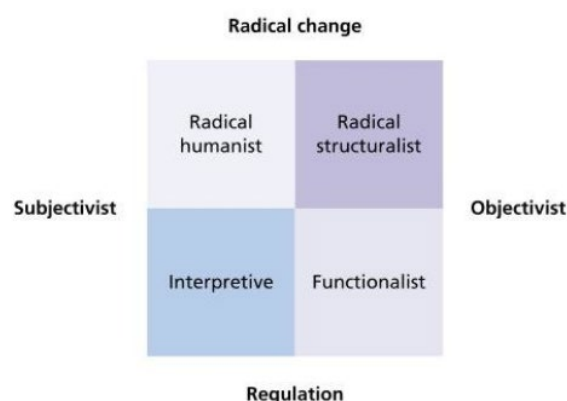 Radical change
Radical
humanist
Radical
structuralist
Subjectivist
Objectivist
Interpretive
Functionalist
Regulation